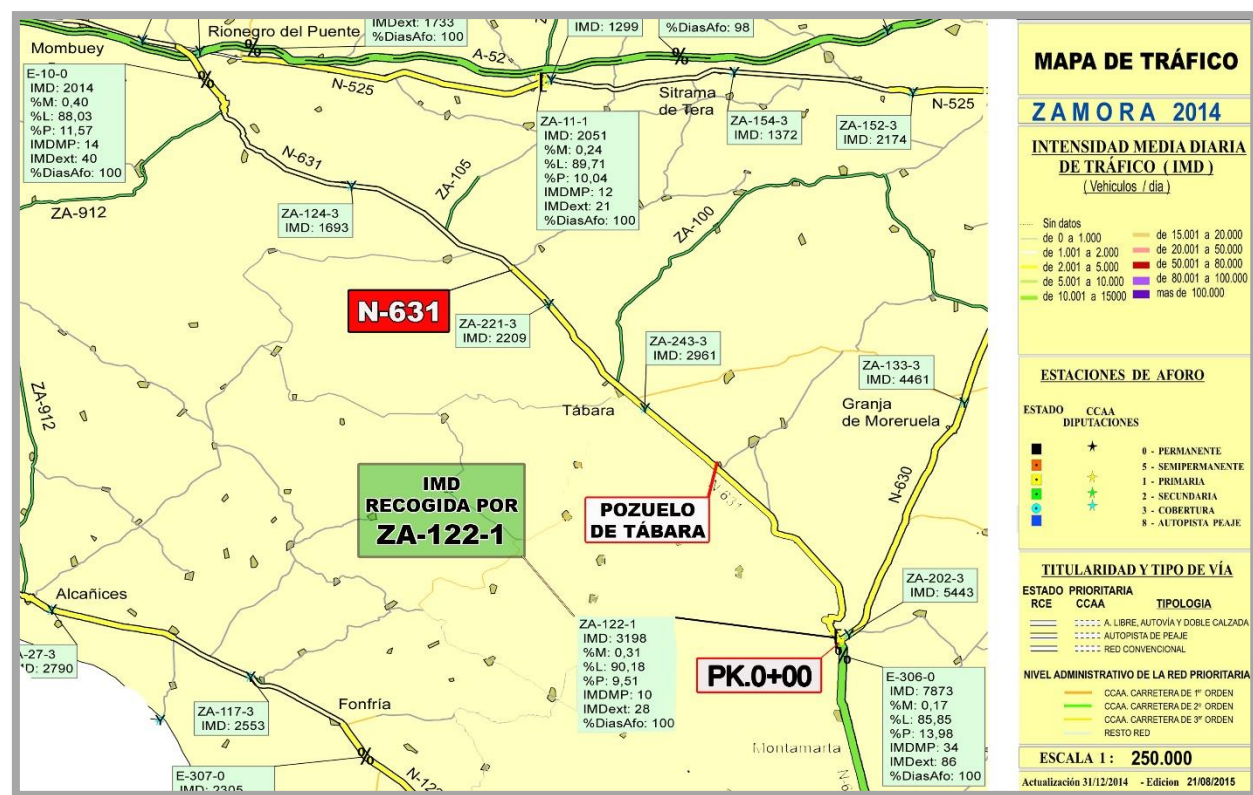 IMDext: 1733
%DiasAfo: 100
IMD: 1299
%DiasAfo: 98
Mombuey
Rionegro del Puente
A-52
N-525
Sitrama
de Tera
N-525
E-10-0
IMD: 2014
%M: 0,40
%L: 88,03
%P: 11,57
IMDMP: 14
IMDext: 40
%DiasAfo: 100
ZA-11-1
IMD: 2051
%M: 0,24
%L: 89,71
%P: 10,04
IMDMP: 12
IMDext: 21
%DiasAfo: 100
ZA-154-3
IMD: 1372
ZA-152-3
IMD: 2174
N-631
ZA-105
ZA-912
ZA-124-3
IMD: 1693
ZA-100
N-631
ZA-221-3
IMD: 2209
ZA-243-3
IMD: 2961
ZA-133-3
IMD: 4461
ZA-912
Tábara
Granja
de Moreruela
IMD
RECOGIDA POR
ZA-122-1
POZUELO
DE TÁBARA
N-631
N-630
Alcañices
ZA-202-3
IMD: 5443
ZA-122-1
IMD: 3198
%M: 0,31
%L: 90,18
%P: 9,51
IMDMP: 10
IMDext: 28
%DiasAfo: 100
PK.0+00
E-306-0
IMD: 7873
%M: 0,17
%L: 85,85
%P: 13,98
IMDMP: 34
IMDext: 86
%DiasAfo: 100
-27-3
D: 2790
ZA-117-3
IMD: 2553
Fonfría
Montamarta
E-307-0
IMD: 2305
N-122
N-6
MAPA DE TRÁFICO
ZAMORA 2014
INTENSIDAD MEDIA DIARIA
DE TRÁFICO ( IMD )
( Vehiculos / dia )
Sin datos
de 0 a 1.000
de 1.001 a 2.000
de 2.001 a 5.000
de 5.001 a 10.000
de 10.001 a 15000
de 15.001 a 20.000
de 20.001 a 50.000
de 50.001 a 80.000
de 80.001 a 100.000
mas de 100.000
ESTACIONES DE AFORO
ESTADO CCAA
DIPUTACIONES
0 - PERMANENTE
5 - SEMIPERMANENTE
1 - PRIMARIA
2 - SECUNDARIA
3 - COBERTURA
8 - AUTOPISTA PEAJE
TITULARIDAD Y TIPO DE VÍA
ESTADO PRIORITARIA
RCE CCAA TIPOLOGIA
A. LIBRE, AUTOVÍA Y DOBLE CALZADA
AUTOPISTA DE PEAJE
RED CONVENCIONAL
NIVEL ADMINISTRATIVO DE LA RED PRIORITARIA
CCAA. CARRETERA DE 1º ORDEN
CCAA. CARRETERA DE 2º ORDEN
CCAA. CARRETERA DE 3º ORDEN
RESTO RED
ESCALA 1 : 250.000
Actualización 31/12/2014 - Edicion 21/08/2015